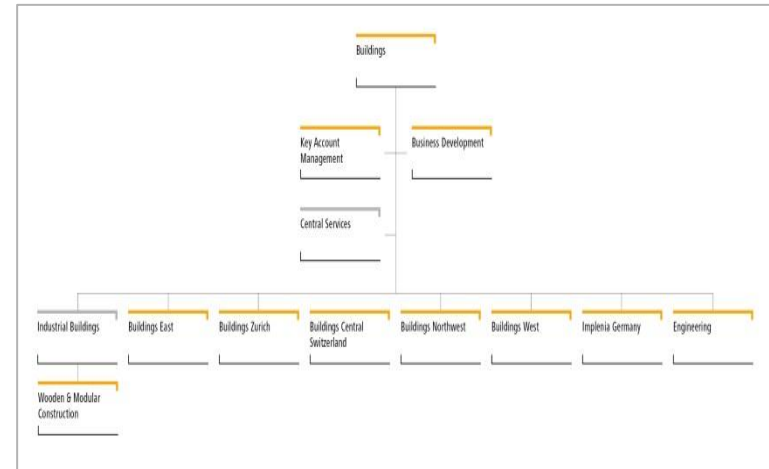 Buildings
Key Account
Management
Business Development
Central Services
Industrial Buildings
Buildings East
Buildings Zurich
Buildings Central
Switzerland
Buildings Northwest
Buildings West
Implenia Germany
Engineering
Wooden & Modular
Construction